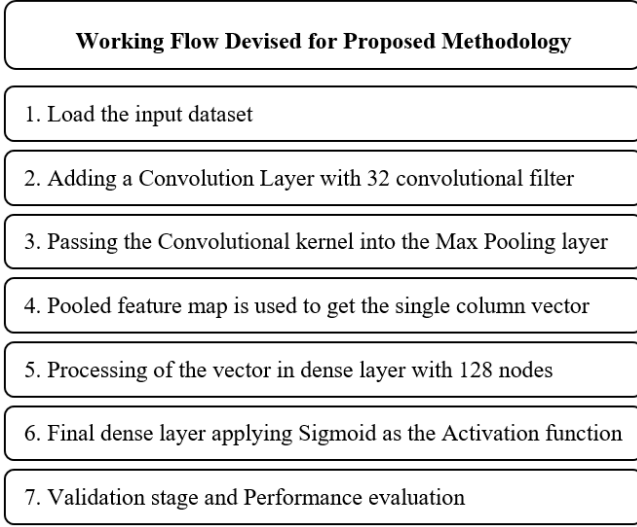 Working Flow Devised for Proposed Methodology
1. Load the input dataset
2. Adding a Convolution Layer with 32 convolutional filter
3. Passing the Convolutional kernel into the Max Pooling layer
4. Pooled feature map is used to get the single column vector
5. Processing of the vector in dense layer with 128 nodes
6. Final dense layer applying Sigmoid as the Activation function
7. Validation stage and Performance evaluation